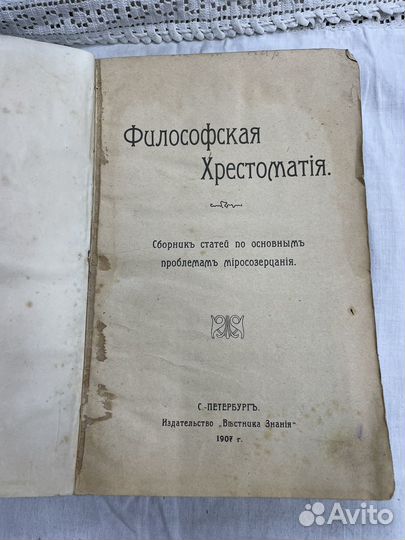 Философская
Хрестоматія.
Сборникъ статей по основнымъ
проблемамъ міросозерцанія.
С.-ПЕТЕРБУРГЪ.
Издательство „Вѣстника Знанія"
1907 г.
Avito